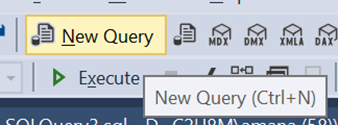 New Query MDX DMX XMLA DAX
Execute
New Query (Ctrl+N)